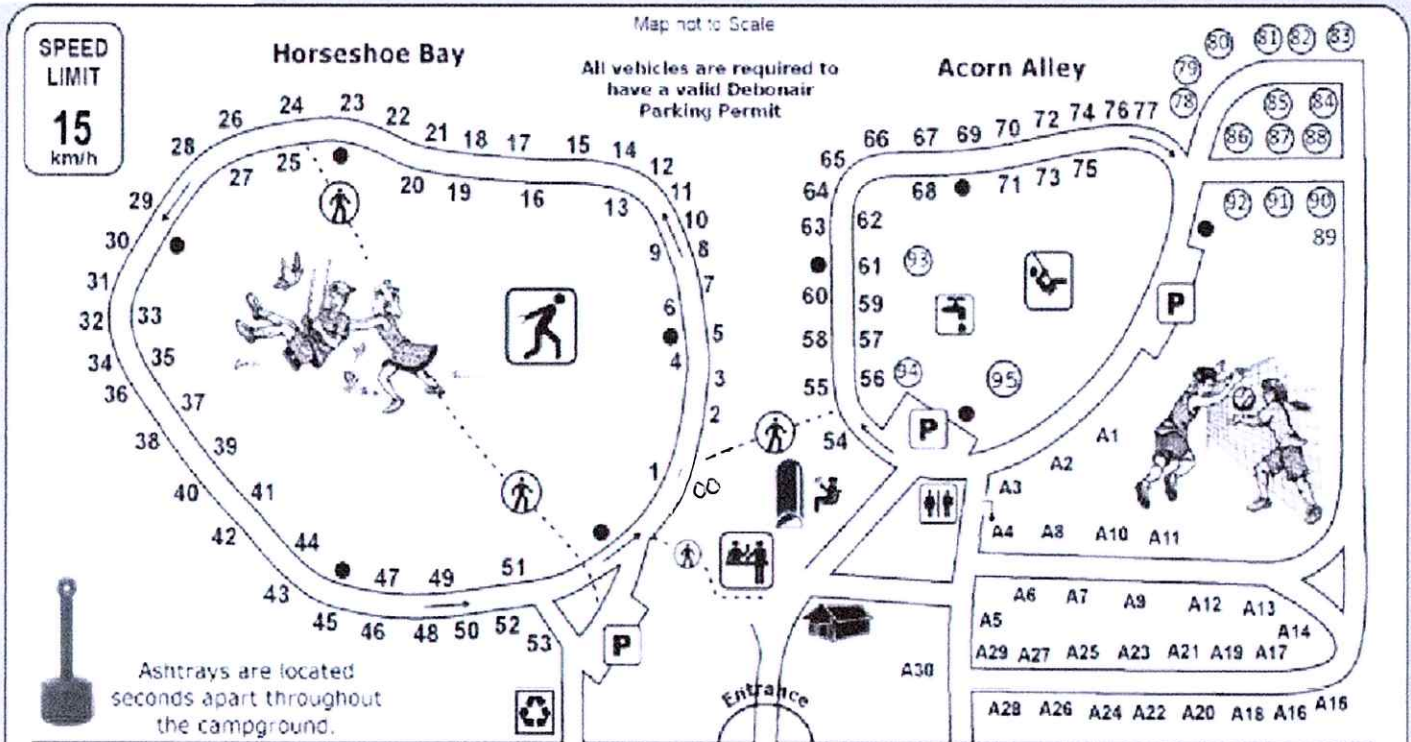 Map not to Scale
SPEED
LIMIT
15
km/h
Horseshoe Bay
All vehicles are required to
have a valid Debonair
Parking Permit
Acorn Alley
80 81 82 83
79
78 85 84
86 87 88
92 91 90
89
24 23 22 21 18 17 15 14 12 11 10 8 7 5 3 2
26 28 29 30 31 32 34 36 38 40 42 43 45 46 48 50 52 53
25 27 20 19 16 13 9 6 4 1
33 35 37 39 41 44 47 49 51
00
66 67 69 70 72 74 76 77
65 64 63 60 58 55 54
68 71 73 75
62 61 59 57 56
93
94
95
P
P
P
A1
A2
A3
A4 A8 A10 A11
A6 A7 A9 A12 A13
A5 A14
A29 A27 A25 A23 A21 A19 A17
A30
A28 A26 A24 A22 A20 A18 A16 A15
Ashtrays are located
seconds apart throughout
the campground.
Entrance